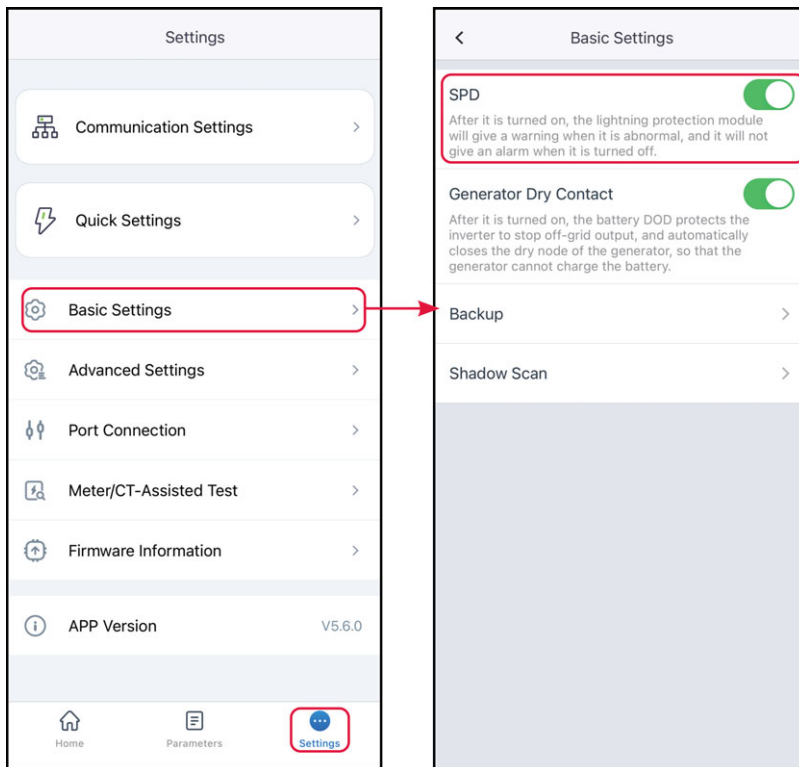 Settings
Communication Settings
Quick Settings
Basic Settings
Advanced Settings
Port Connection
Meter/CT-Assisted Test
Firmware Information
APP Version V5.6.0
Home Parameters Settings
Basic Settings
SPD
After it is turned on, the lightning protection module
will give a warning when it is abnormal, and it will not
give an alarm when it is turned off.
Generator Dry Contact
After it is turned on, the battery DOD protects the
inverter to stop off-grid output, and automatically
closes the dry node of the generator, so that the
generator cannot charge the battery.
Backup
Shadow Scan